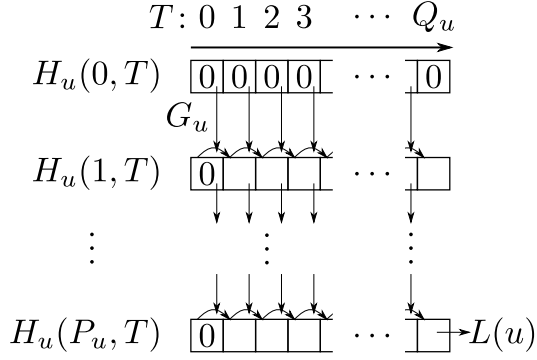 T: 0 1 2 3 ⋯ Q_u
H_u(0, T) 0 0 0 0 ⋯ 0
G_u
H_u(1, T) 0 ⋯
⋮ ⋮ ⋮
H_u(P_u, T) 0 ⋯ L(u)